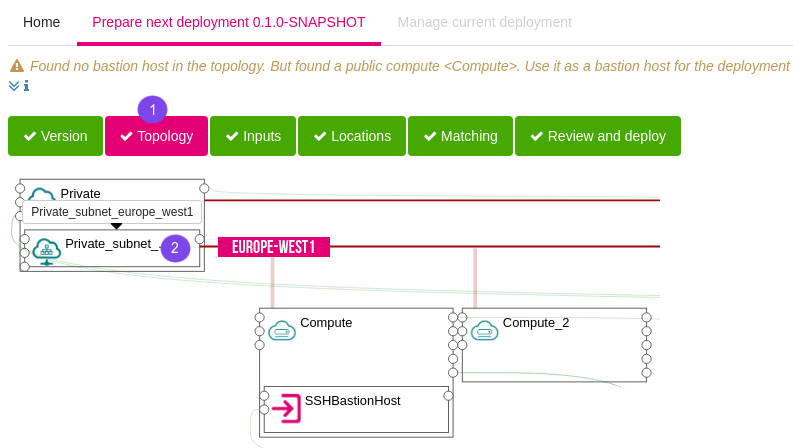 Home Prepare next deployment 0.1.0-SNAPSHOT Manage current deployment
Found no bastion host in the topology. But found a public compute <Compute>. Use it as a bastion host for the deployment
1
Version Topology Inputs Locations Matching Review and deploy
Private
Private_subnet_europe_west1
Private_subnet_. 2 EUROPE-WEST1
Compute Compute_2
SSHBastionHost